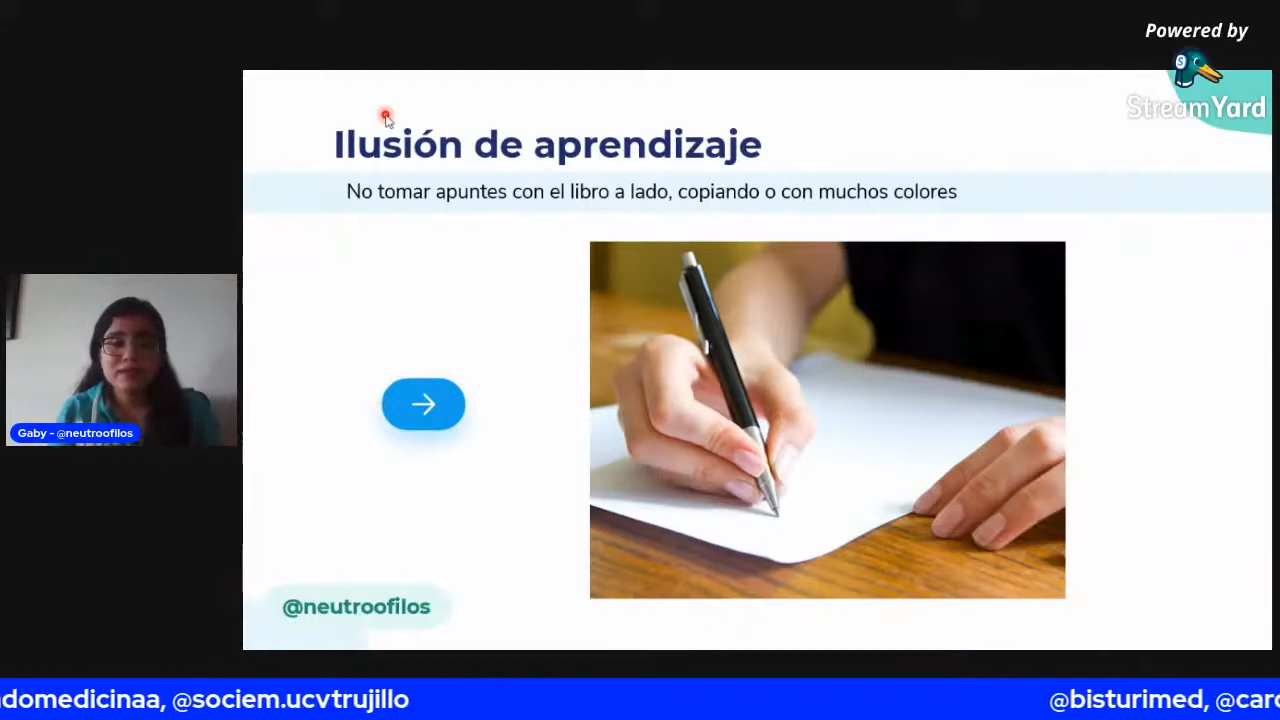 Powered by
StreamYard
Ilusión de aprendizaje
No tomar apuntes con el libro a lado, copiando o con muchos colores
Gaby - @neutroofilos
@neutroofilos
domedicinaa, @sociem.ucvtrujillo
@bisturimed, @card